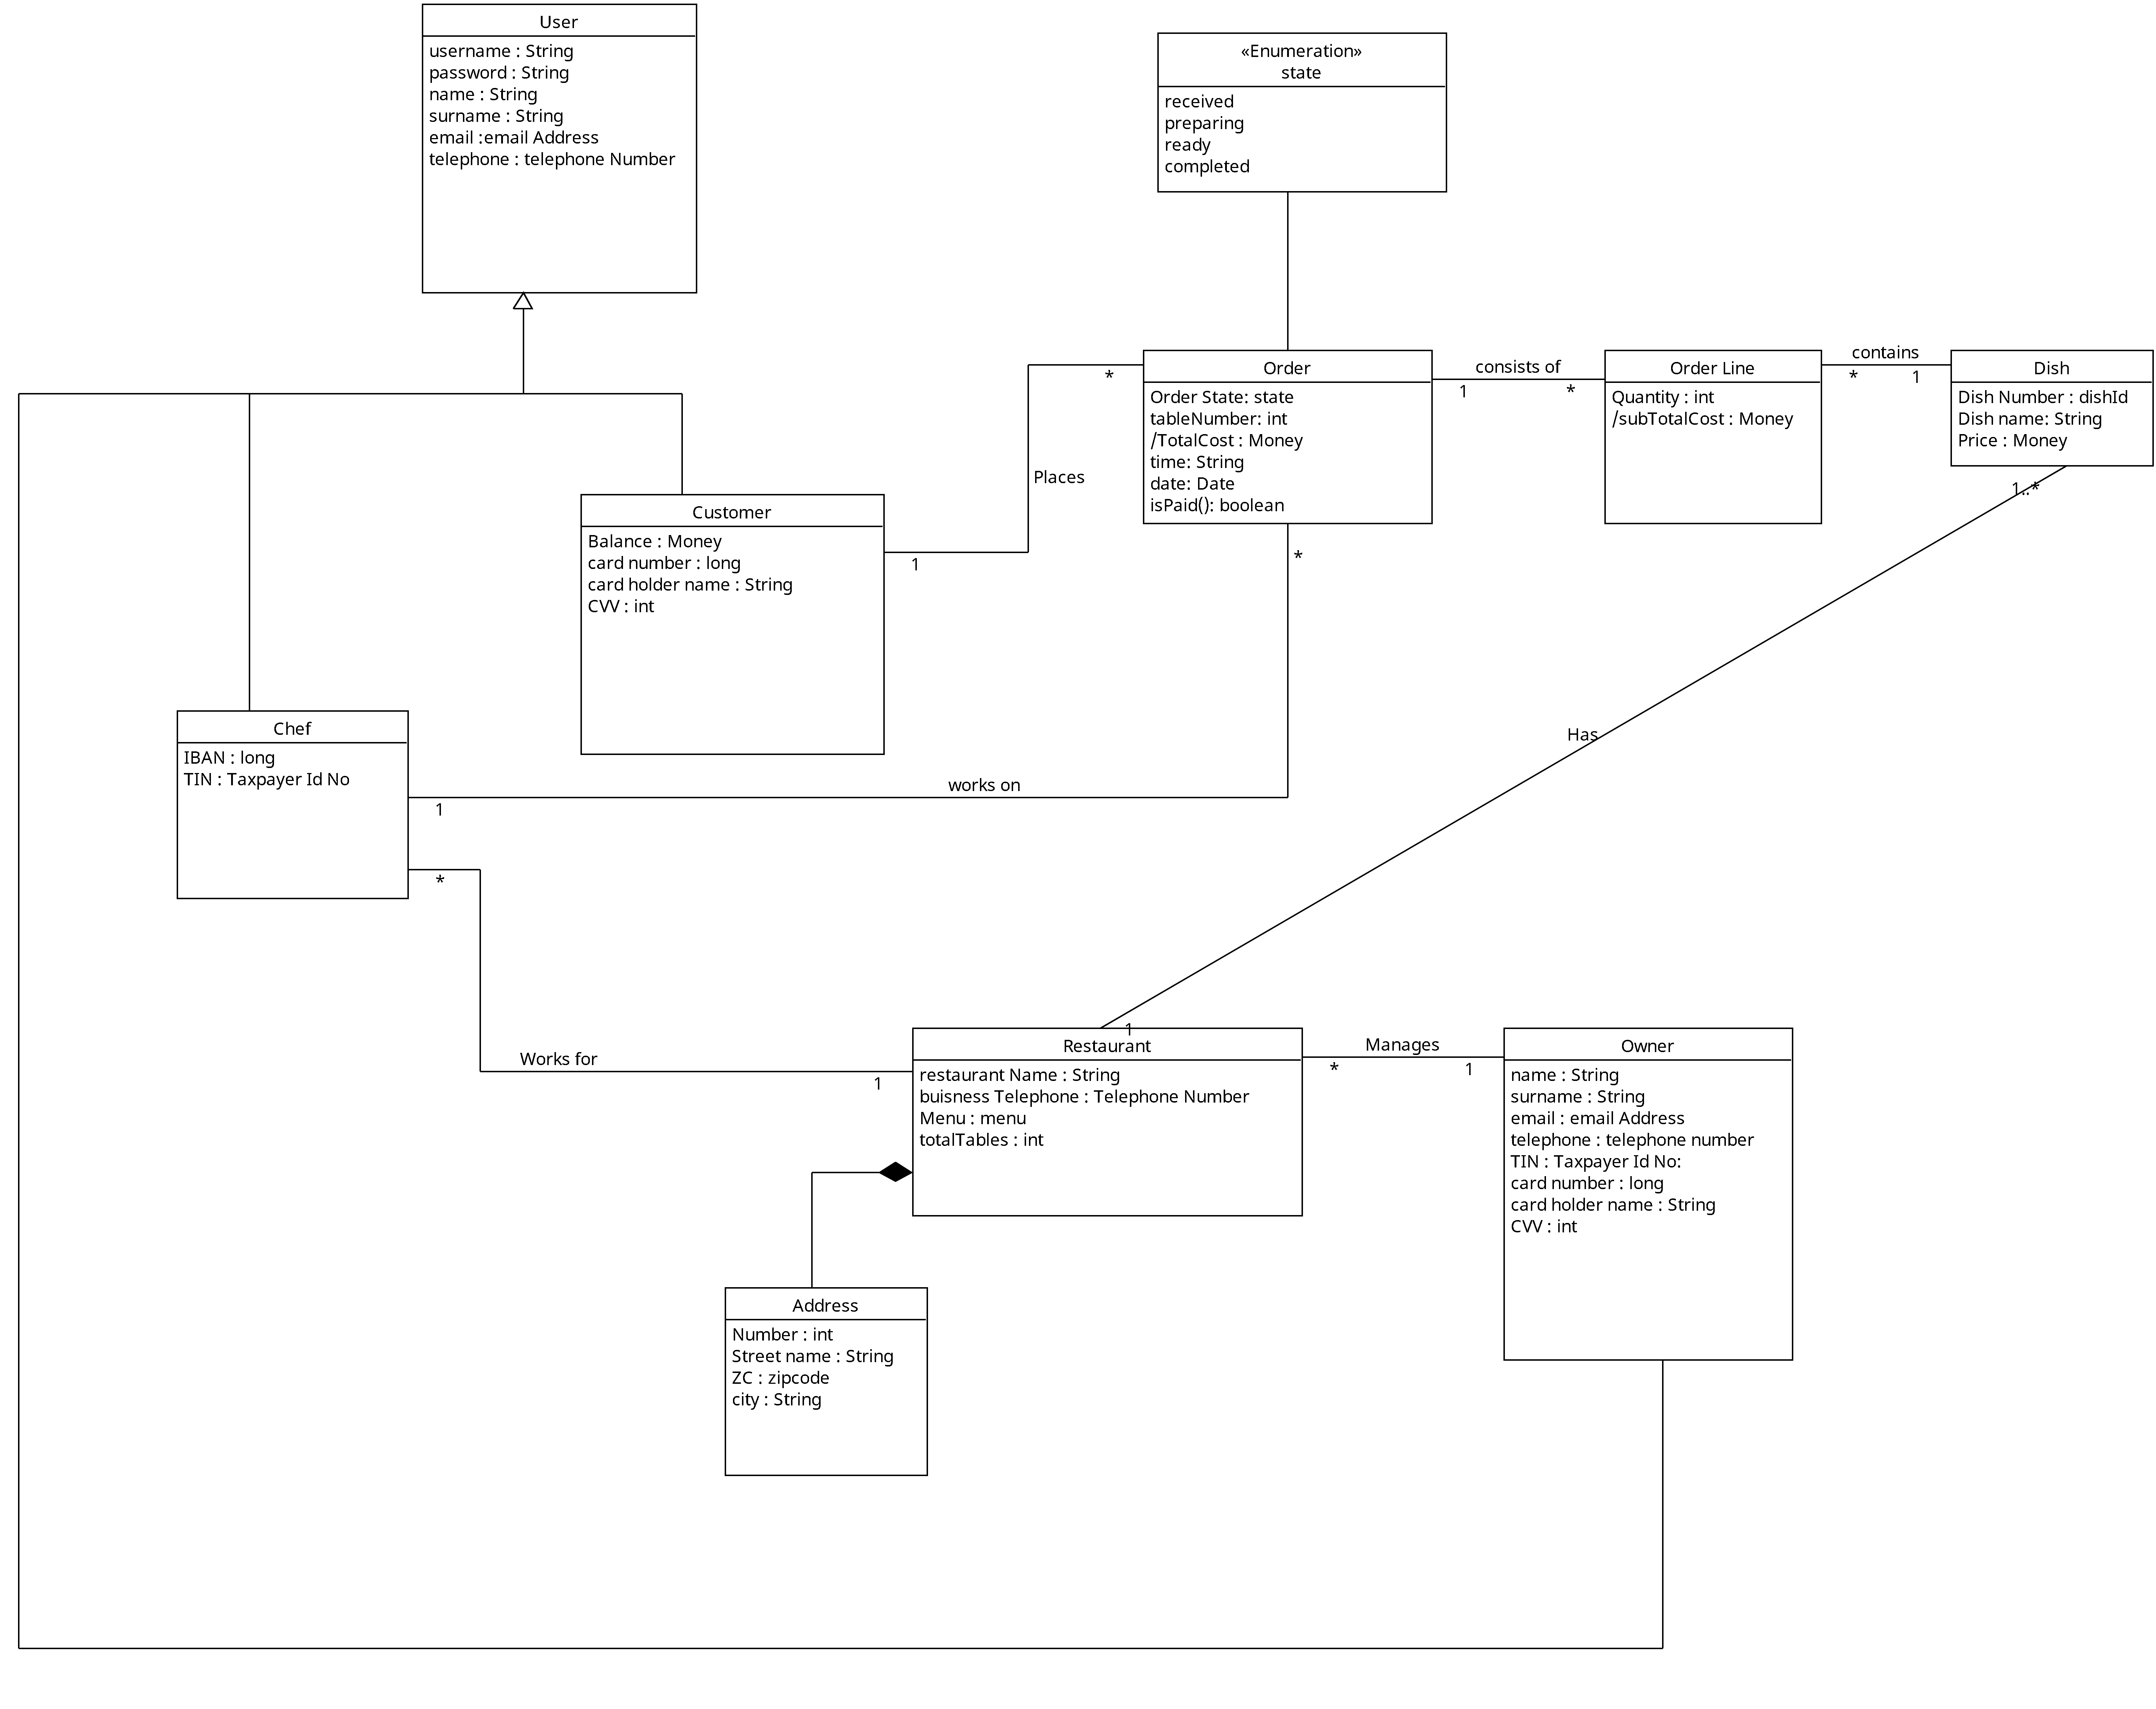 User
username : String
password : String
name : String
surname : String
email :email Address
telephone : telephone Number
«Enumeration»
state
received
preparing
ready
completed
Order
Order State: state
tableNumber: int
/TotalCost : Money
time: String
date: Date
isPaid(): boolean
consists of
1
*
Order Line
Quantity : int
/subTotalCost : Money
contains
*
1
Dish
Dish Number : dishId
Dish name: String
Price : Money
1..*
*
Places
1
Customer
Balance : Money
card number : long
card holder name : String
CVV : int
*
Chef
IBAN : long
TIN : Taxpayer Id No
works on
1
*
Has
1
Works for
1
Restaurant
restaurant Name : String
buisness Telephone : Telephone Number
Menu : menu
totalTables : int
Manages
*
1
Owner
name : String
surname : String
email : email Address
telephone : telephone number
TIN : Taxpayer Id No:
card number : long
card holder name : String
CVV : int
Address
Number : int
Street name : String
ZC : zipcode
city : String